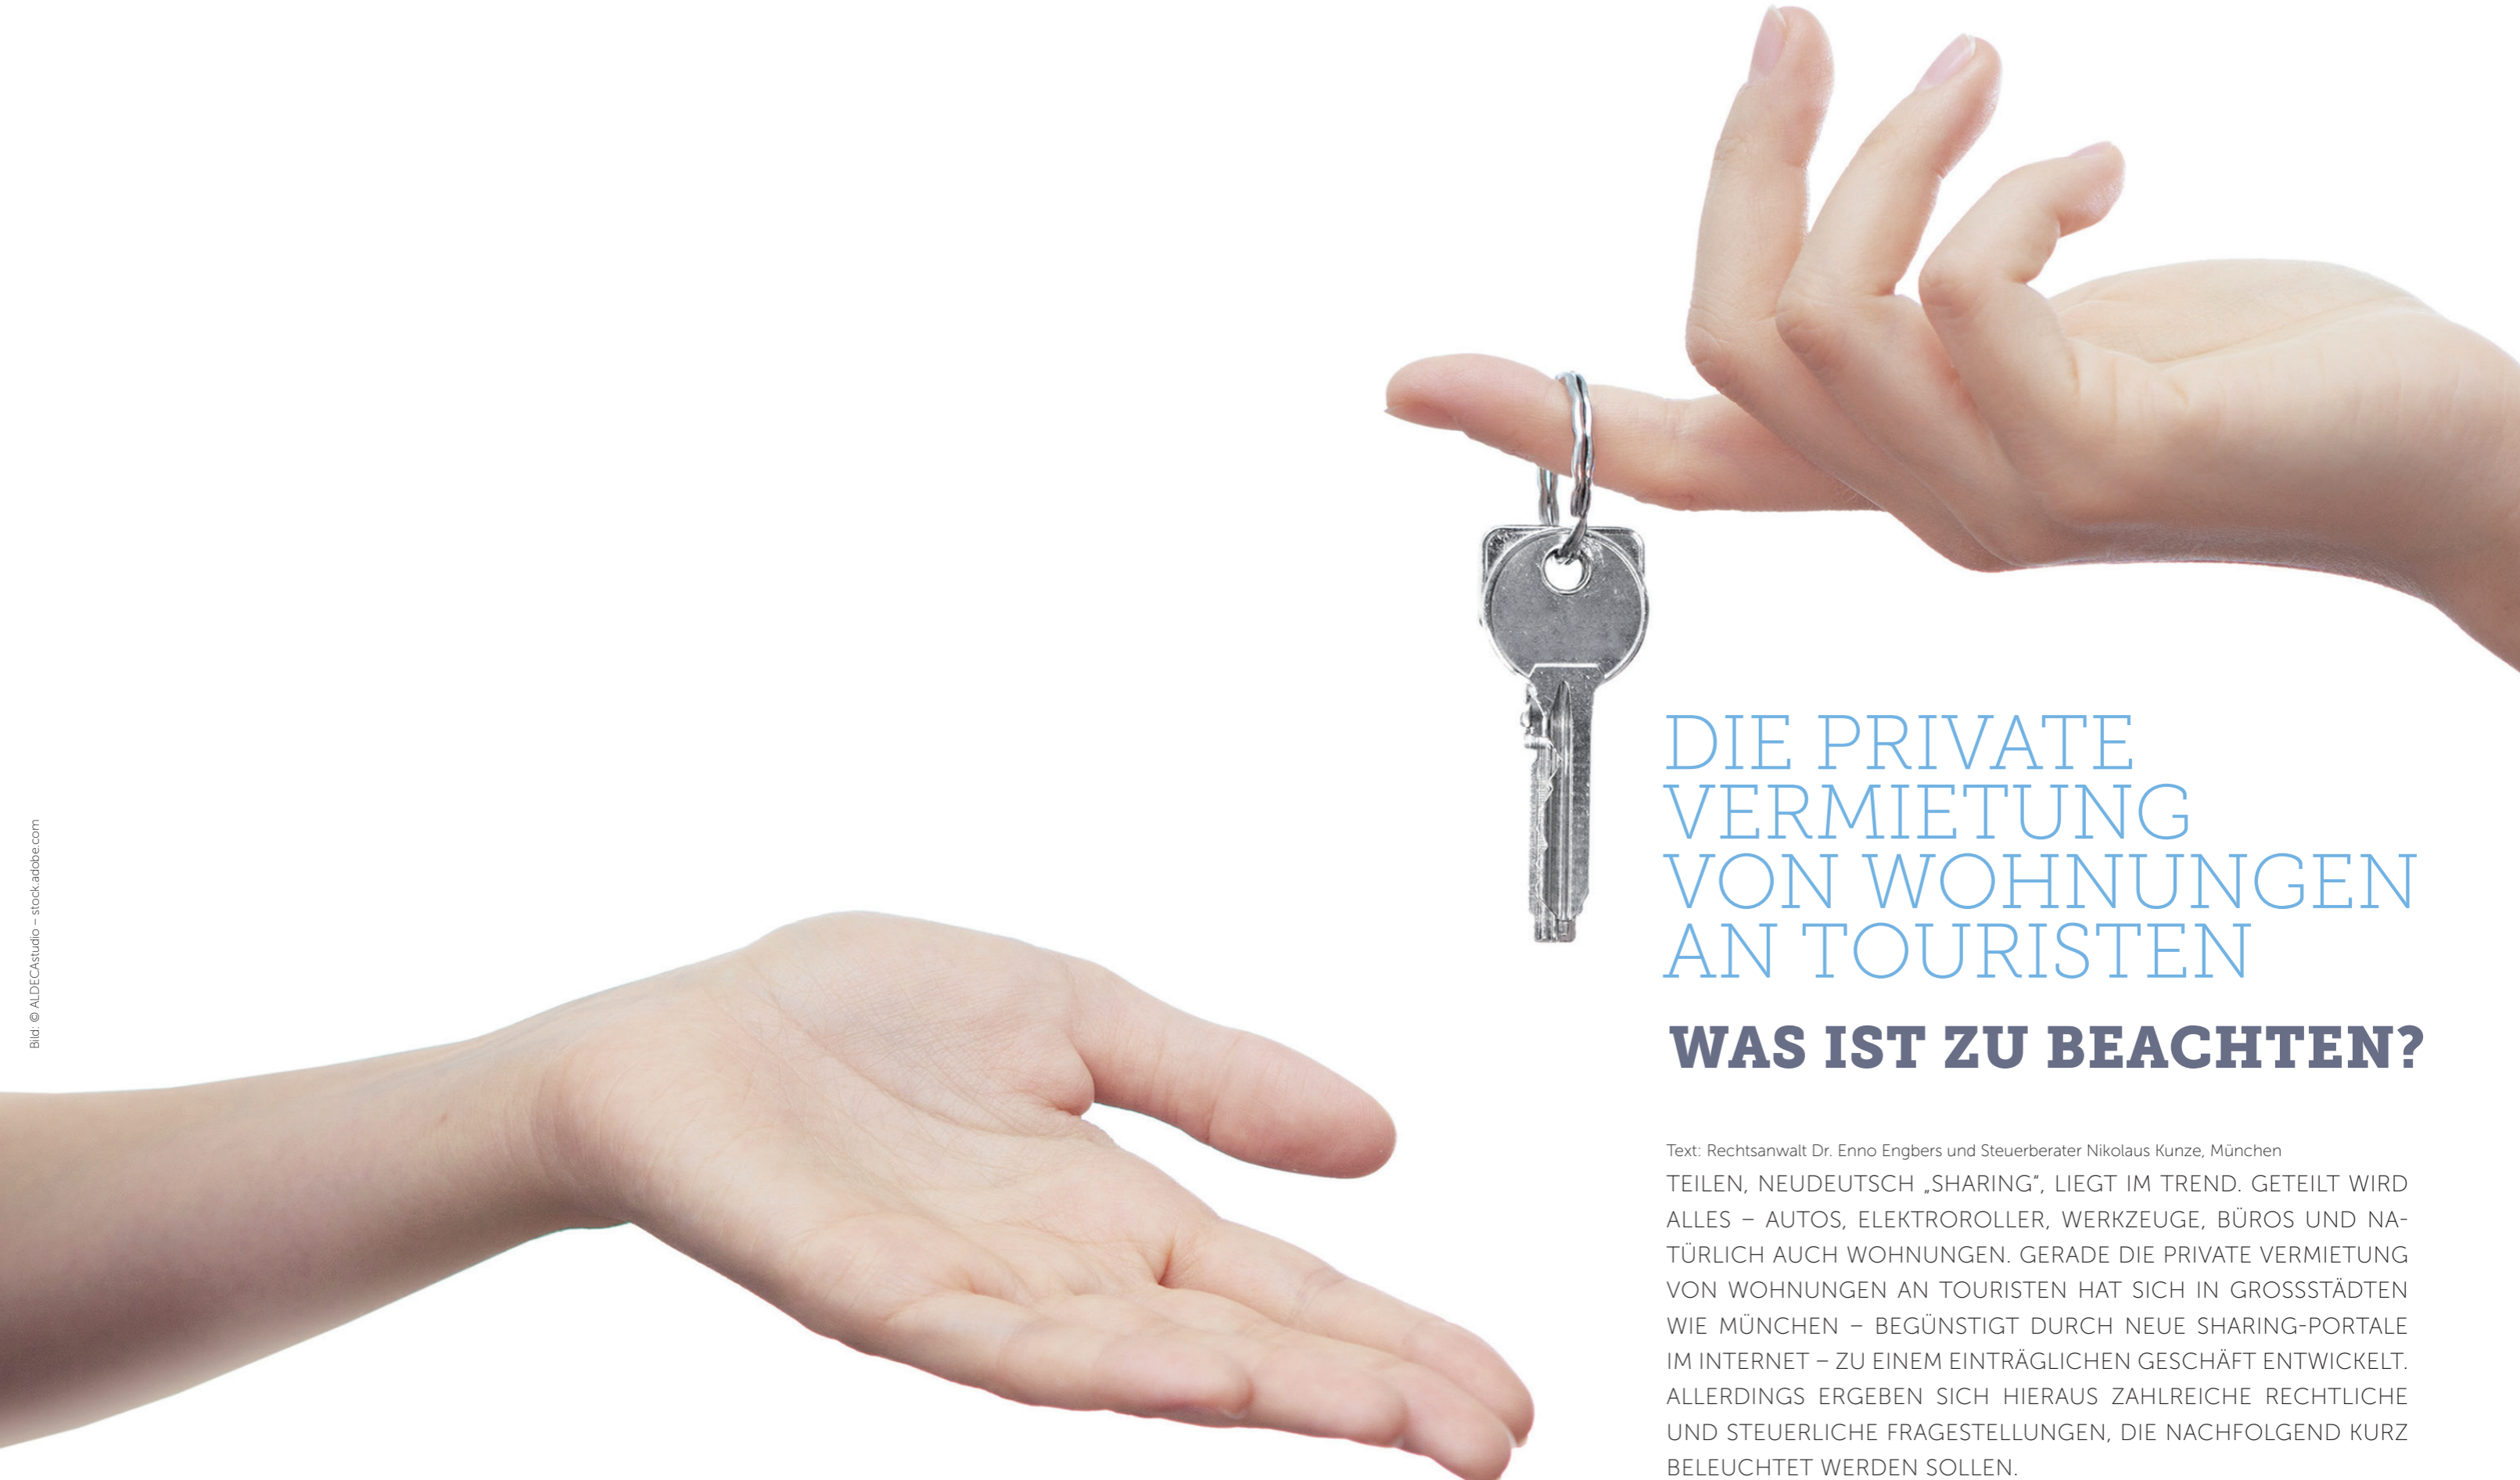 DIE PRIVATE
VERMIETUNG
VON WOHNUNGEN
AN TOURISTEN
WAS IST ZU BEACHTEN?
Text: Rechtsanwalt Dr. Enno Engbers und Steuerberater Nikolaus Kunze, München
TEILEN, NEUDEUTSCH „SHARING“, LIEGT IM TREND. GETEILT WIRD
ALLES – AUTOS, ELEKTROROLLER, WERKZEUGE, BÜROS UND NA-
TÜRLICH AUCH WOHNUNGEN. GERADE DIE PRIVATE VERMIETUNG
VON WOHNUNGEN AN TOURISTEN HAT SICH IN GROSSSTÄDTEN
WIE MÜNCHEN – BEGÜNSTIGT DURCH NEUE SHARING-PORTALE
IM INTERNET – ZU EINEM EINTRÄGLICHEN GESCHÄFT ENTWICKELT.
ALLERDINGS ERGEBEN SICH HIERAUS ZAHLREICHE RECHTLICHE
UND STEUERLICHE FRAGESTELLUNGEN, DIE NACHFOLGEND KURZ
BELEUCHTET WERDEN SOLLEN.
Bild: © ALDECAstudio – stock.adobe.com